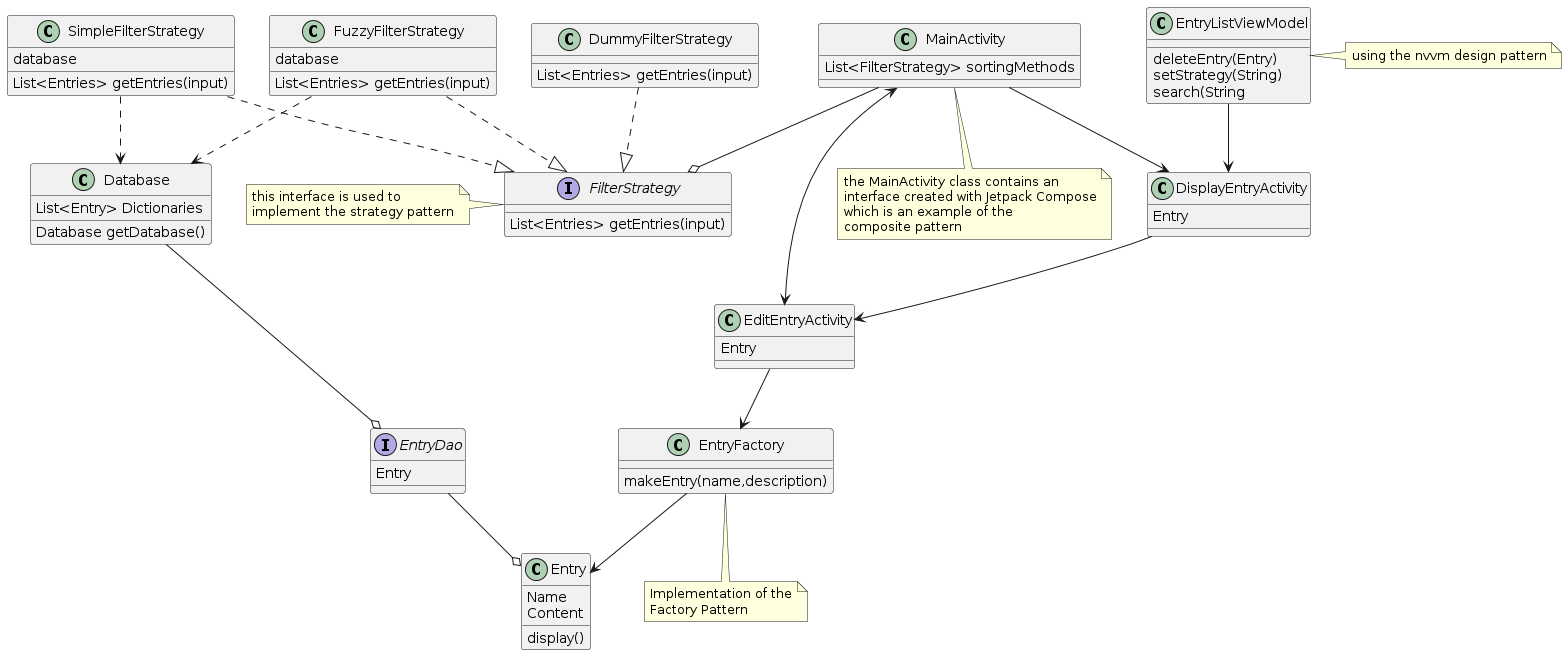 C SimpleFilterStrategy
database
List<Entries> getEntries(input)
C FuzzyFilterStrategy
database
List<Entries> getEntries(input)
C DummyFilterStrategy
List<Entries> getEntries(input)
C MainActivity
List<FilterStrategy> sortingMethods
C EntryListViewModel
deleteEntry(Entry)
setStrategy(String)
search(String
using the nvvm design pattern
C Database
List<Entry> Dictionaries
Database getDatabase()
this interface is used to
implement the strategy pattern
I FilterStrategy
List<Entries> getEntries(input)
the MainActivity class contains an
interface created with Jetpack Compose
which is an example of the
composite pattern
C DisplayEntryActivity
Entry
C EditEntryActivity
Entry
I EntryDao
Entry
C EntryFactory
makeEntry(name,description)
C Entry
Name
Content
display()
Implementation of the
Factory Pattern